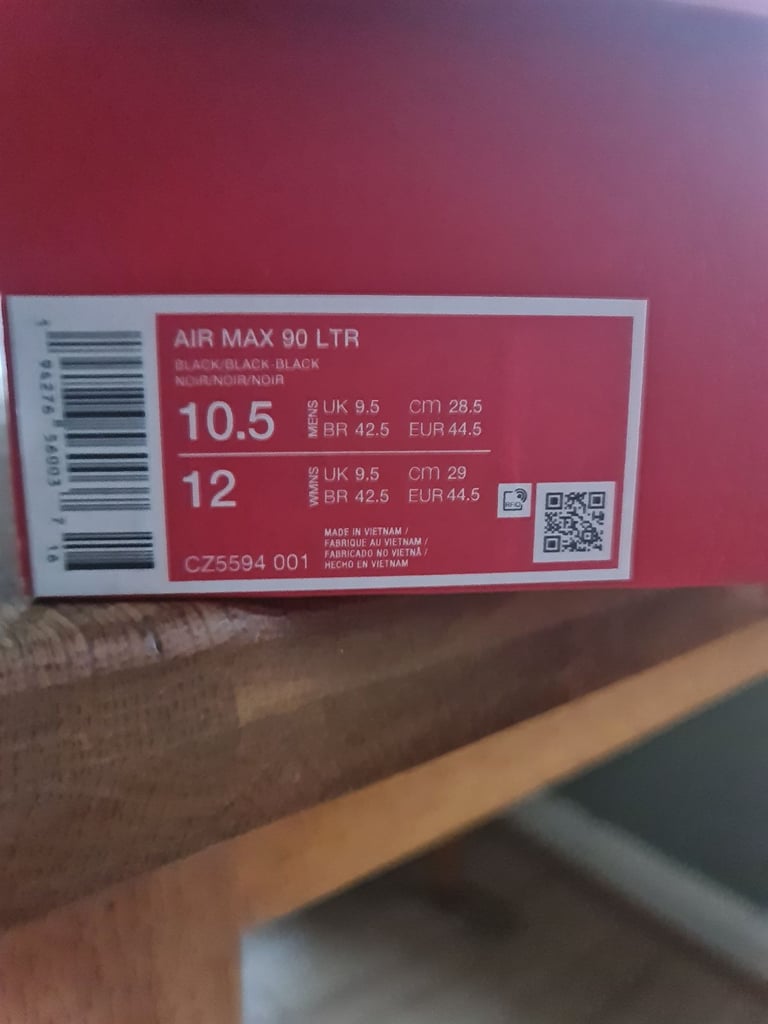 AIR MAX 90 LTR
BLACK/BLACK-BLACK
NOIR/NOIR/NOIR
10.5 MENS UK 9.5 cm 28.5
BR 42.5 EUR 44.5
12 WMNS UK 9.5 cm 29
BR 42.5 EUR 44.5
RFID
MADE IN VIETNAM /
FABRIQUE AU VIETNAM /
FABRICADO NO VIETNÃ /
HECHO EN VIETNAM
CZ5594 001